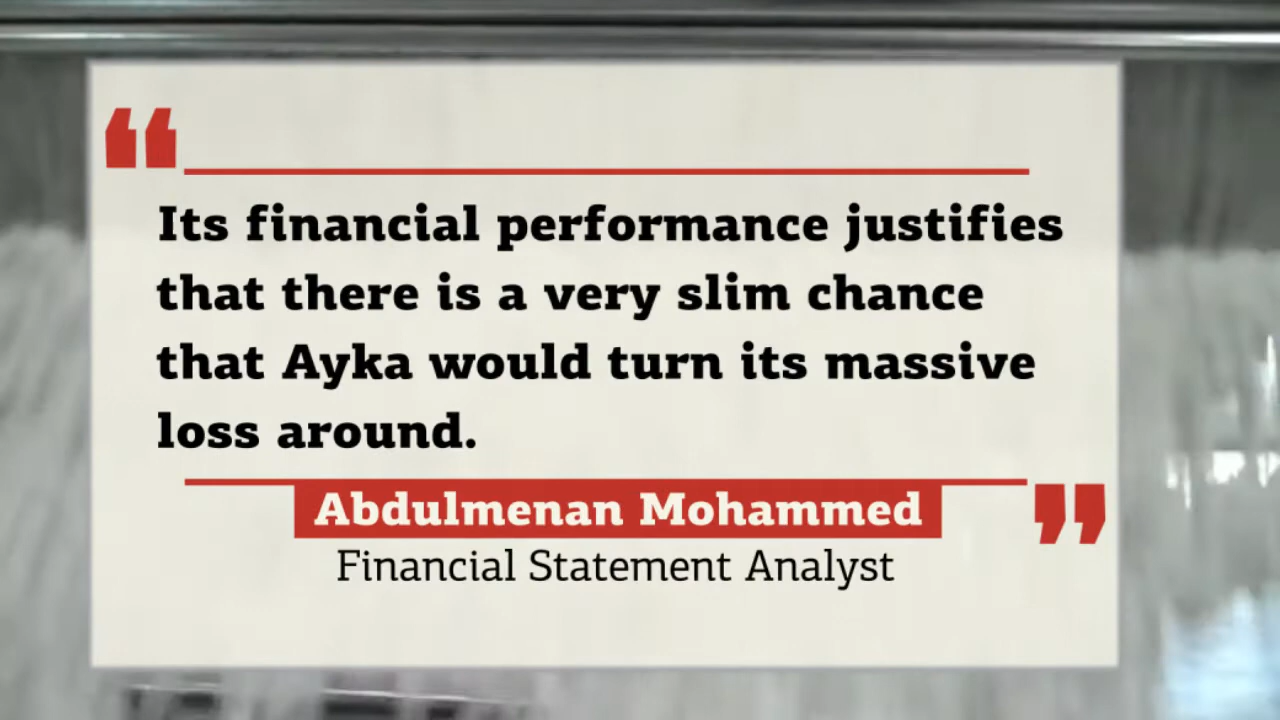 Its financial performance justifies
that there is a very slim chance
that Ayka would turn its massive
loss around.
Abdulmenan Mohammed
Financial Statement Analyst